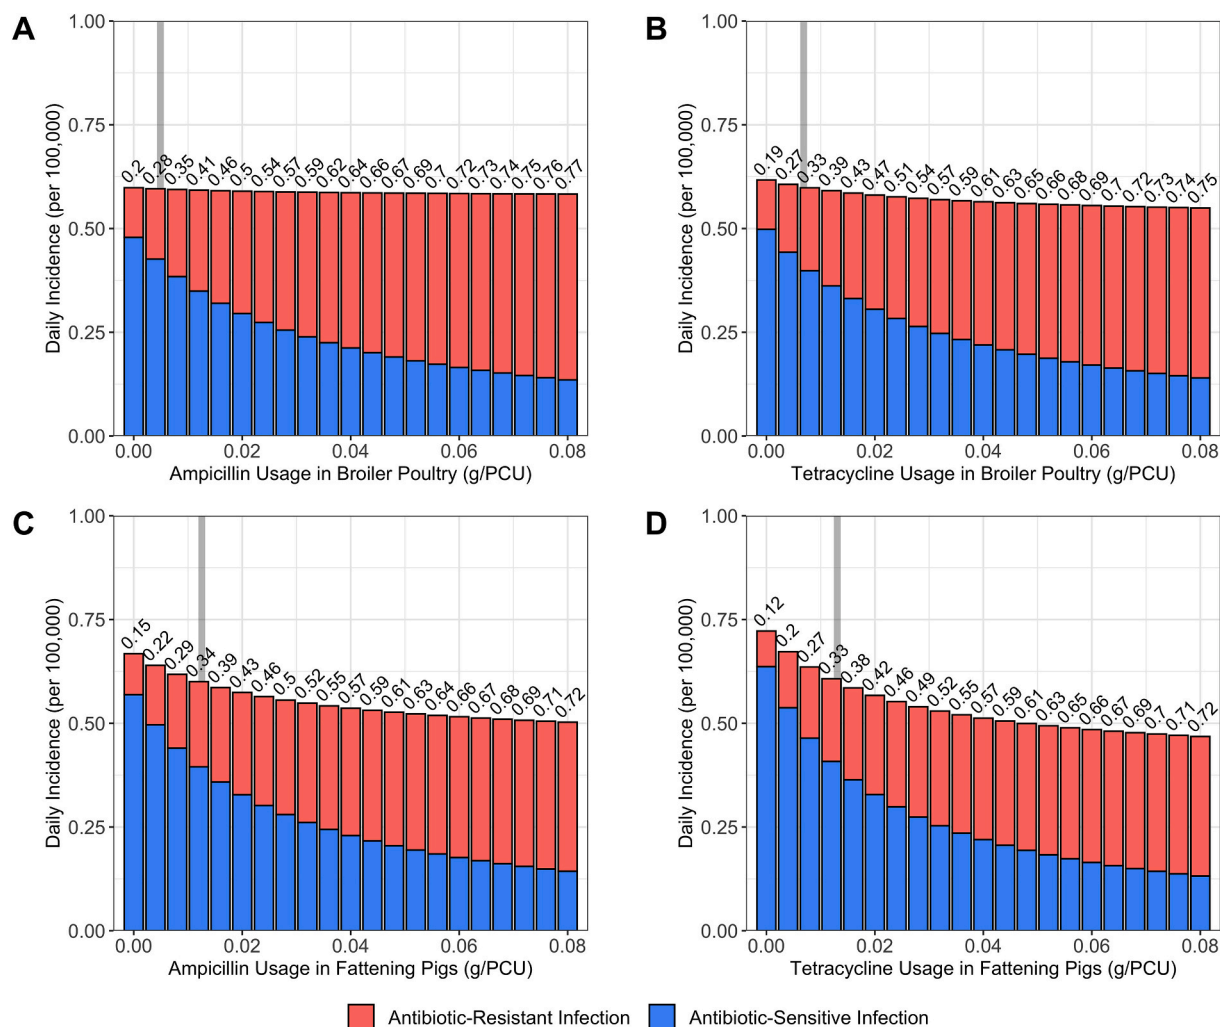 A
B
1.00
0.75
0.50
0.25
0.00
Daily Incidence (per 100,000)
0.2 0.28 0.35 0.41 0.46 0.5 0.54 0.57 0.59 0.62 0.64 0.66 0.67 0.69 0.7 0.72 0.73 0.74 0.75 0.76 0.77
0.00 0.02 0.04 0.06 0.08
Ampicillin Usage in Broiler Poultry (g/PCU)
1.00
0.75
0.50
0.25
0.00
Daily Incidence (per 100,000)
0.19 0.27 0.33 0.39 0.43 0.47 0.51 0.54 0.57 0.59 0.61 0.63 0.65 0.66 0.68 0.69 0.7 0.72 0.73 0.74 0.75
0.00 0.02 0.04 0.06 0.08
Tetracycline Usage in Broiler Poultry (g/PCU)
C
D
1.00
0.75
0.50
0.25
0.00
Daily Incidence (per 100,000)
0.15 0.22 0.29 0.34 0.39 0.43 0.46 0.5 0.52 0.55 0.57 0.59 0.61 0.63 0.64 0.66 0.67 0.68 0.69 0.71 0.72
0.00 0.02 0.04 0.06 0.08
Ampicillin Usage in Fattening Pigs (g/PCU)
1.00
0.75
0.50
0.25
0.00
Daily Incidence (per 100,000)
0.12 0.2 0.27 0.33 0.38 0.42 0.46 0.49 0.52 0.55 0.57 0.59 0.61 0.63 0.65 0.66 0.67 0.69 0.7 0.71 0.72
0.00 0.02 0.04 0.06 0.08
Tetracycline Usage in Fattening Pigs (g/PCU)
Antibiotic-Resistant Infection
Antibiotic-Sensitive Infection